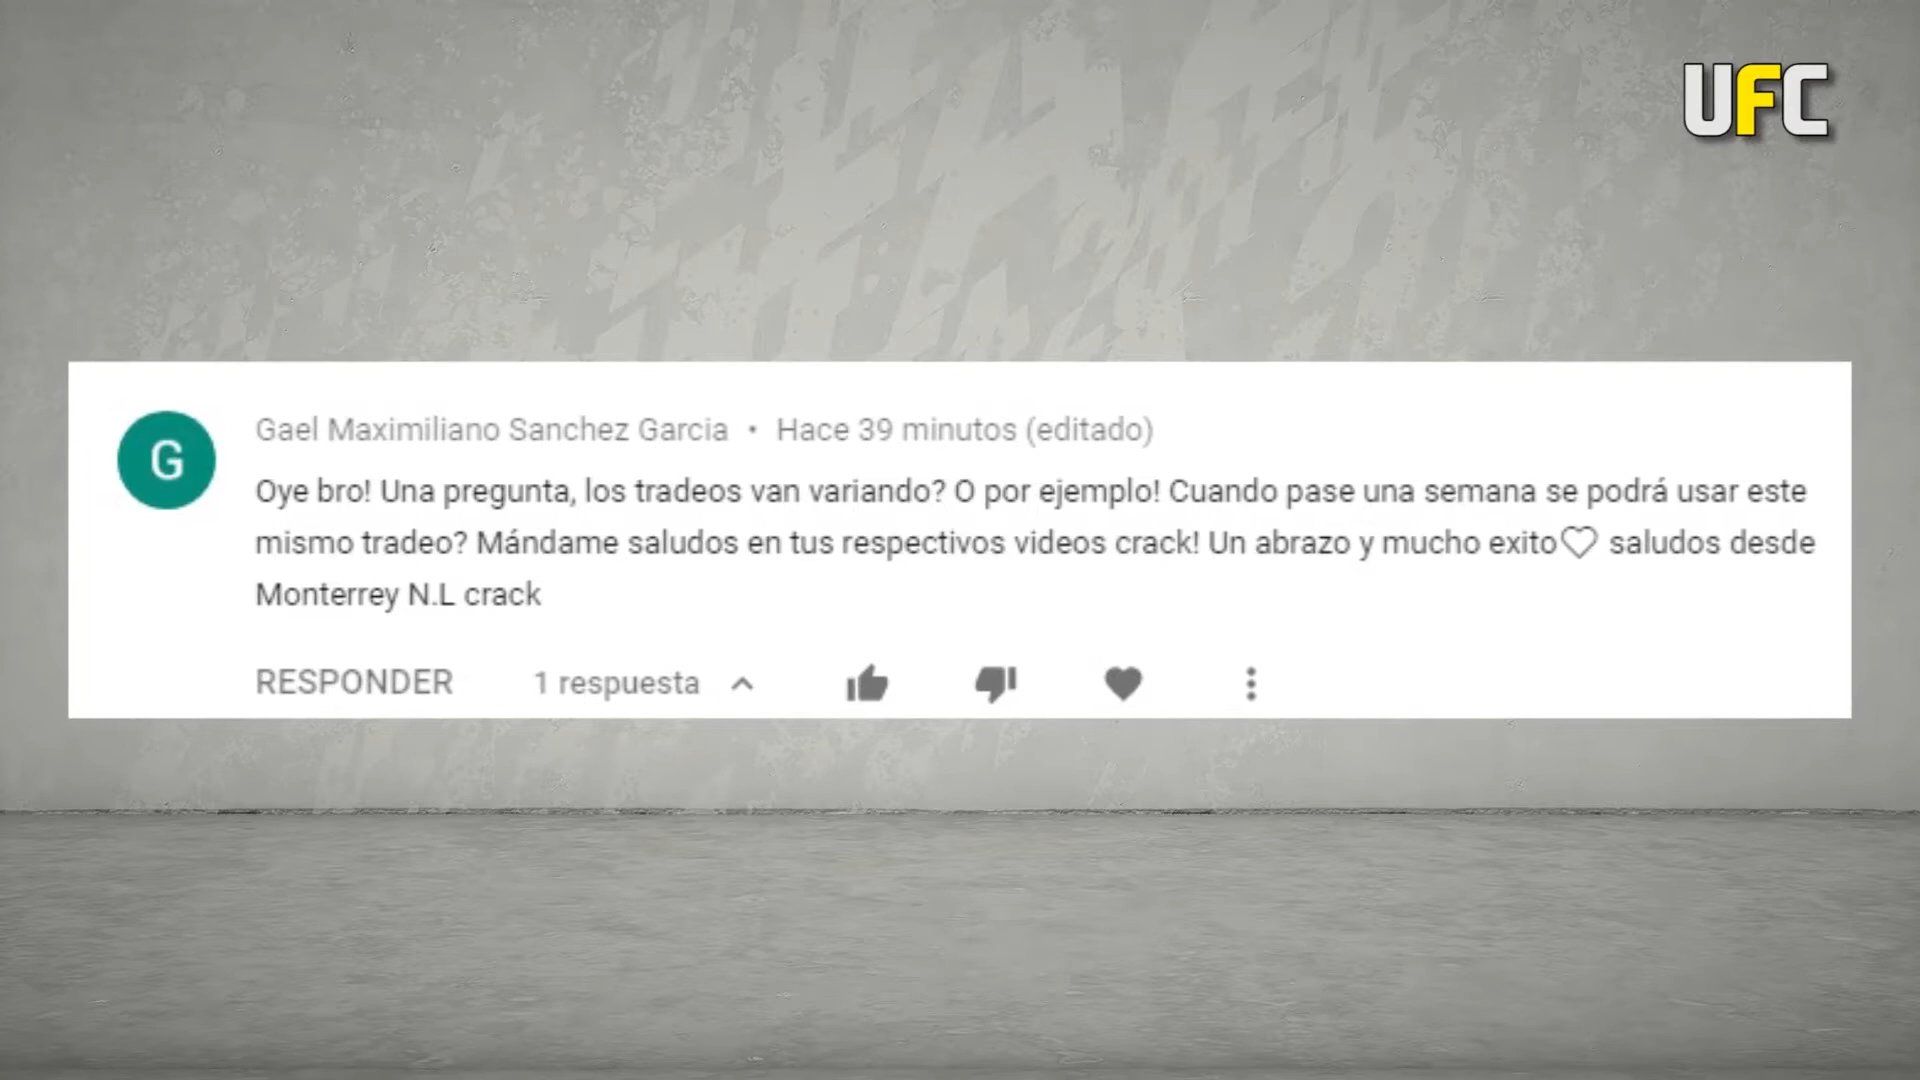 UFC
G
Gael Maximiliano Sanchez Garcia • Hace 39 minutos (editado)
Oye bro! Una pregunta, los tradeos van variando? O por ejemplo! Cuando pase una semana se podrá usar este
mismo tradeo? Mándame saludos en tus respectivos videos crack! Un abrazo y mucho exito♡ saludos desde
Monterrey N.L crack
RESPONDER 1 respuesta